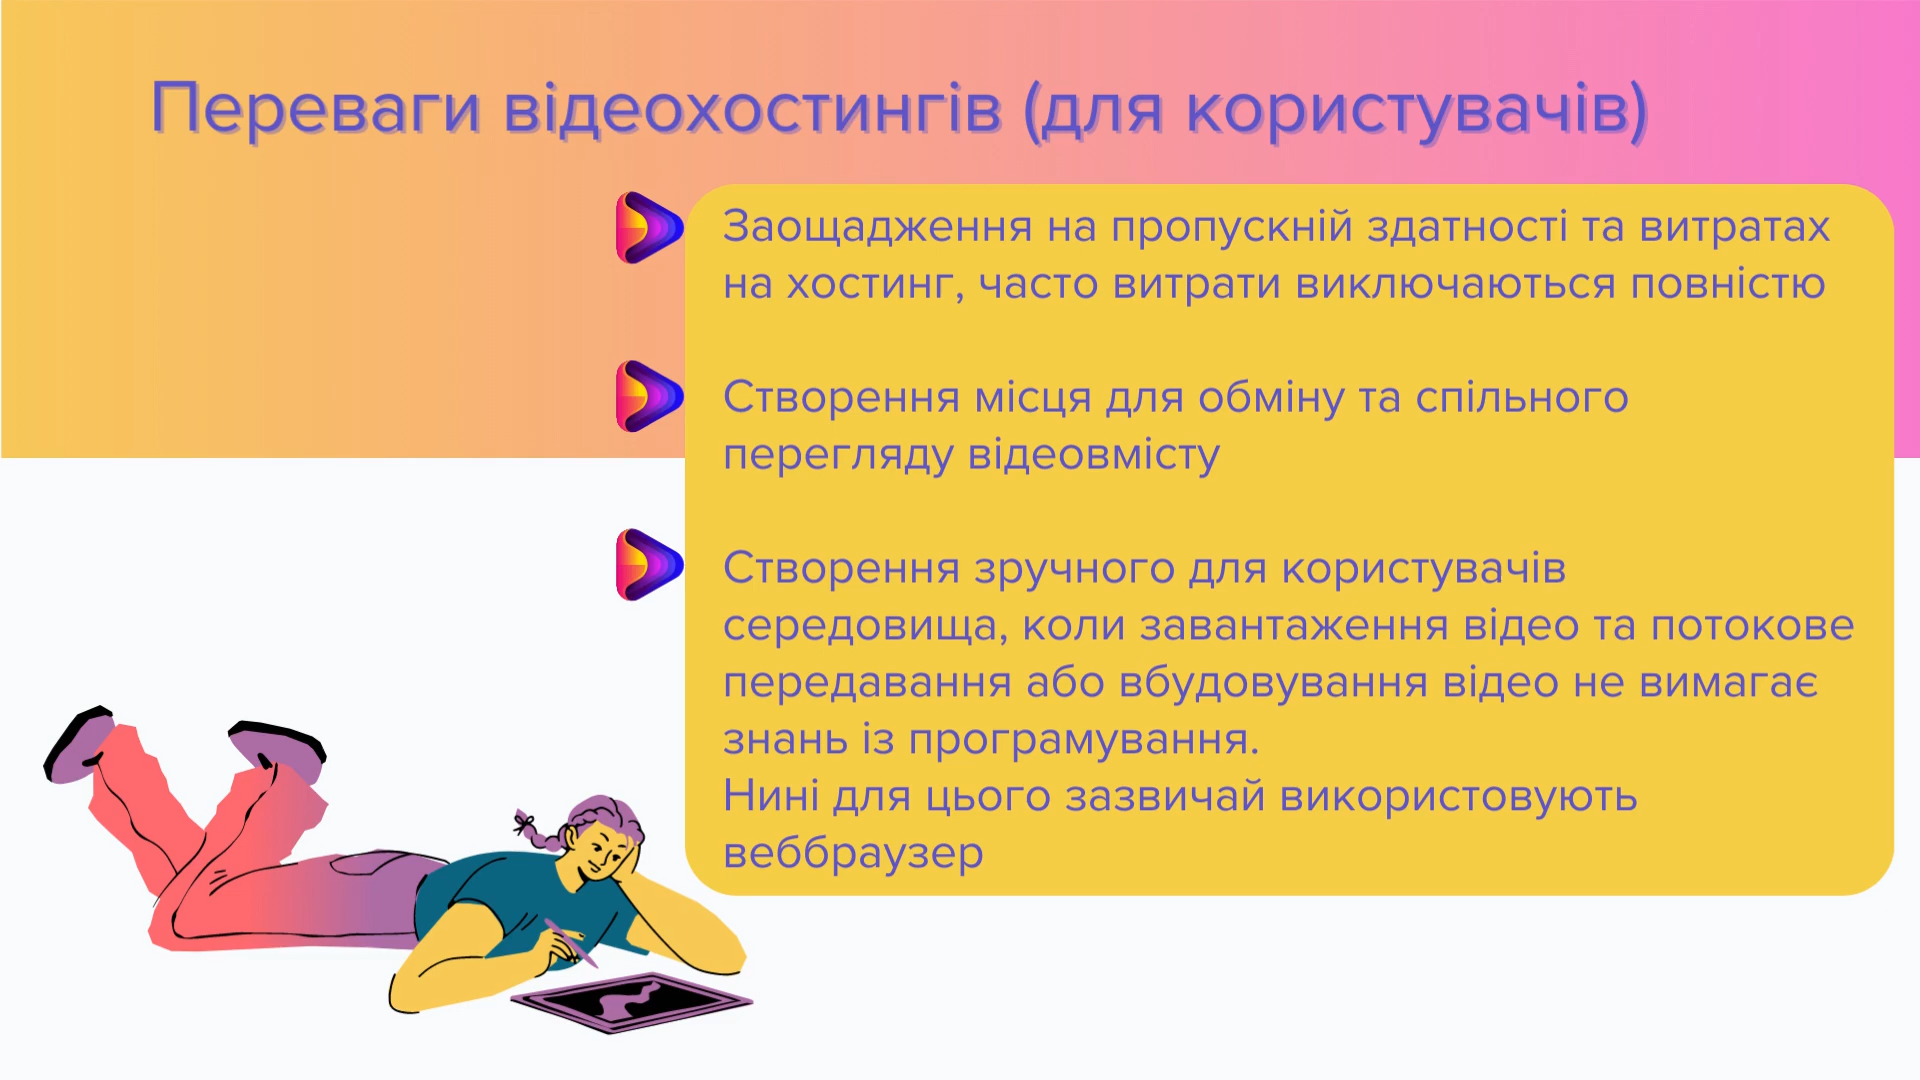 Переваги відеохостингів (для користувачів)
Заощадження на пропускній здатності та витратах
на хостинг, часто витрати виключаються повністю
Створення місця для обміну та спільного
перегляду відеовмісту
Створення зручного для користувачів
середовища, коли завантаження відео та потокове
передавання або вбудовування відео не вимагає
знань із програмування.
Нині для цього зазвичай використовують
веббраузер